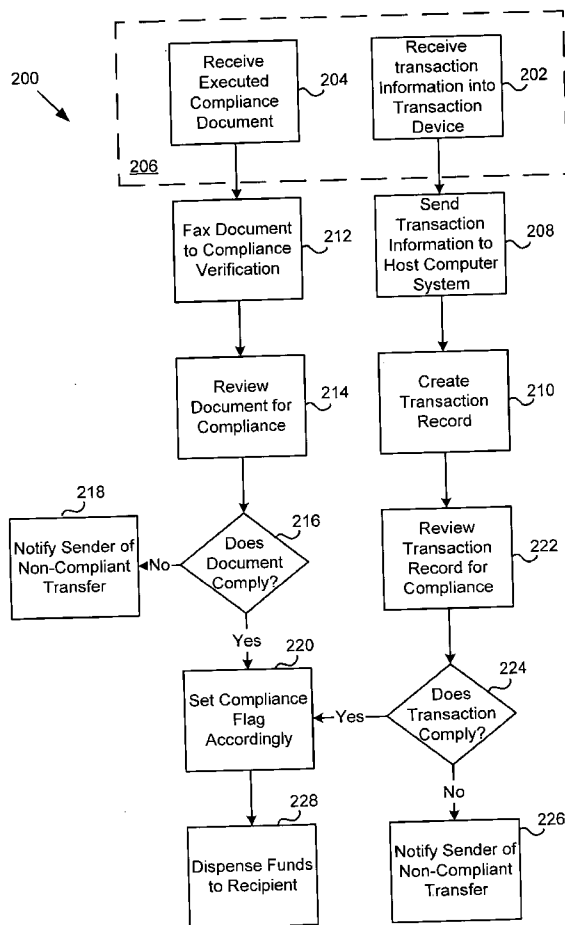 200
Receive
Executed
Compliance
Document
204
Receive
transaction
Information into
Transaction
Device
202
206
Fax Document
to Compliance
Verification
212
Send
Transaction
Information to
Host Computer
System
208
Review
Document for
Compliance
214
Create
Transaction
Record
210
218
Notify Sender of
Non-Compliant
Transfer
No
Does
Document
Comply?
216
Review
Transaction
Record for
Compliance
222
Yes
220
Set Compliance
Flag
Accordingly
Yes
Does
Transaction
Comply?
224
No
228
Dispense Funds
to Recipient
226
Notify Sender of
Non-Compliant
Transfer